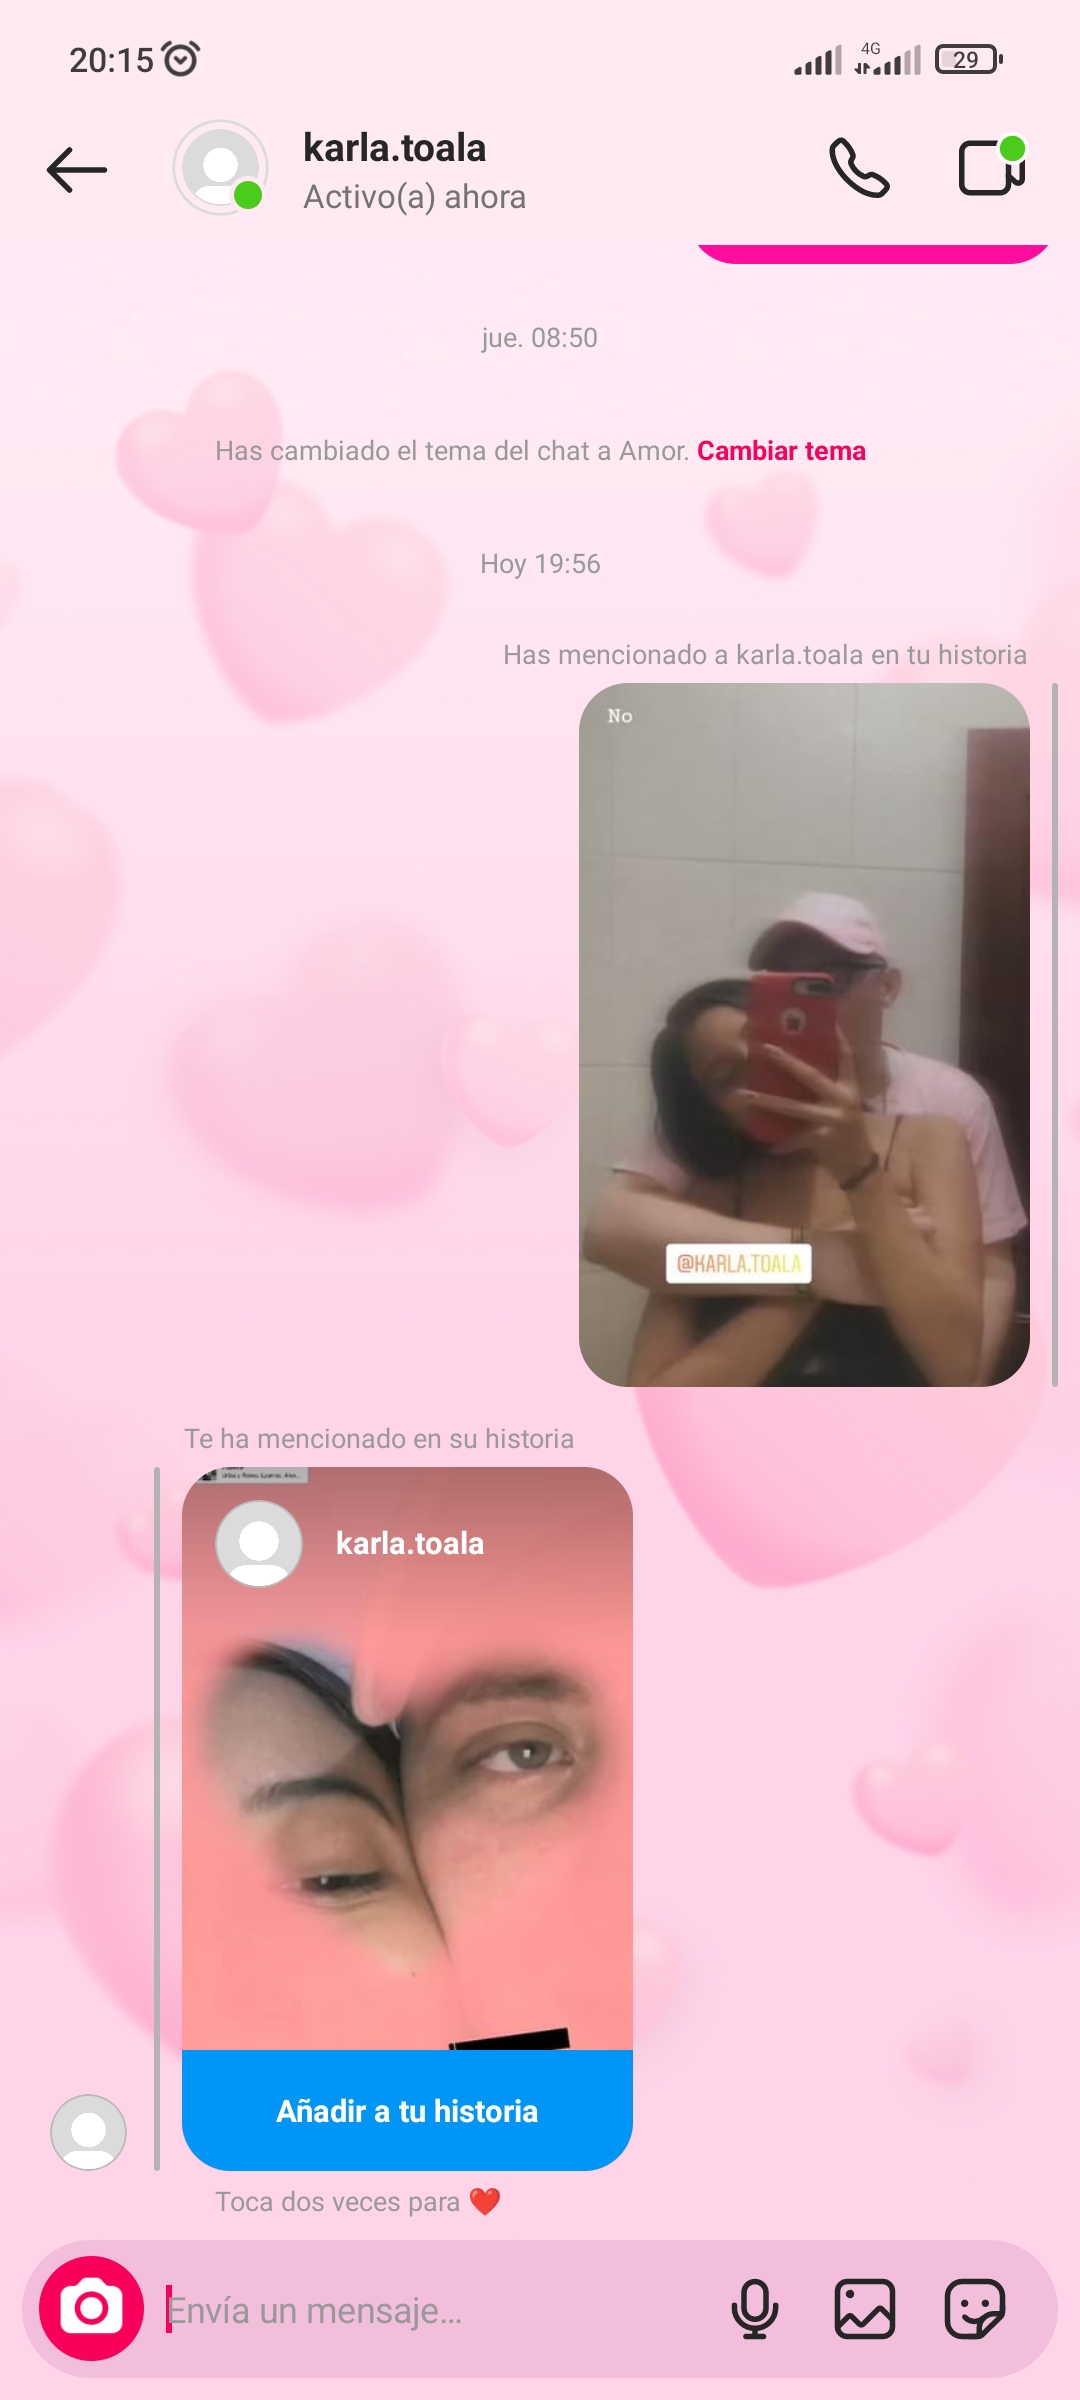 20:15
4G
29
karla.toala
Activo(a) ahora
jue. 08:50
Has cambiado el tema del chat a Amor. Cambiar tema
Hoy 19:56
Has mencionado a karla.toala en tu historia
No
@KARLA.TOALA
Te ha mencionado en su historia
karla.toala
Añadir a tu historia
Toca dos veces para ❤️
Envía un mensaje...